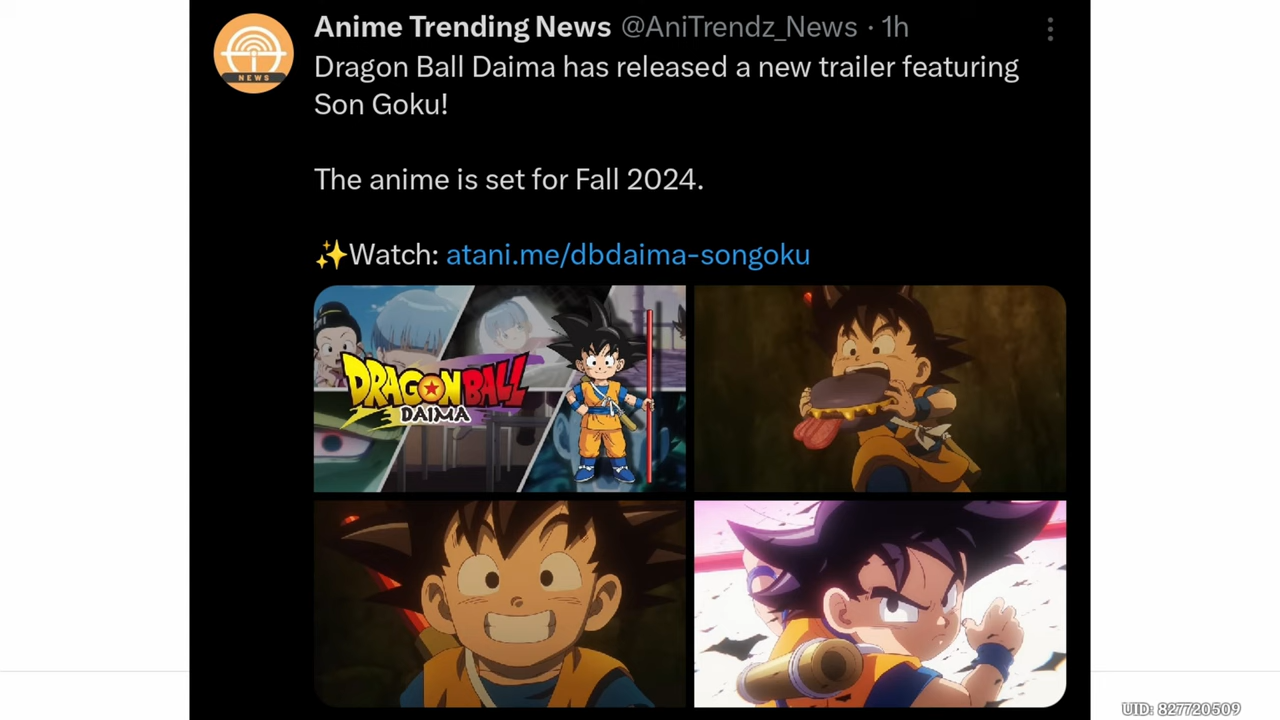 Anime Trending News @AniTrendz_News · 1h
Dragon Ball Daima has released a new trailer featuring
Son Goku!
The anime is set for Fall 2024.
✨Watch: atani.me/dbdaima-songoku
NEWS
DRAGON BALL
DAIMA
UID: 827720509